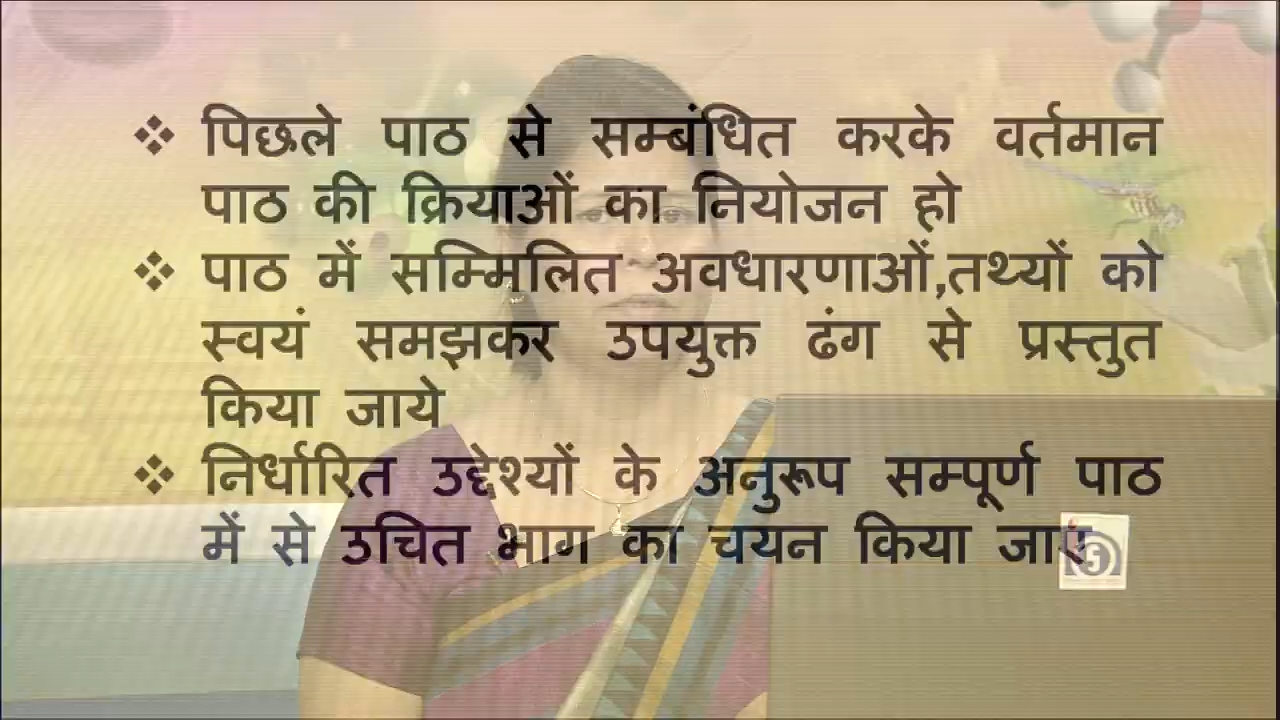 ❖ पिछले पाठ से सम्बंधित करके वर्तमान
पाठ की क्रियाओं का नियोजन हो
❖ पाठ में सम्मिलित अवधारणाओं,तथ्यों को
स्वयं समझकर उपयुक्त ढंग से प्रस्तुत
किया जाये
❖ निर्धारित उद्देश्यों के अनुरूप सम्पूर्ण पाठ
में से उचित भाग का चयन किया जाए
5